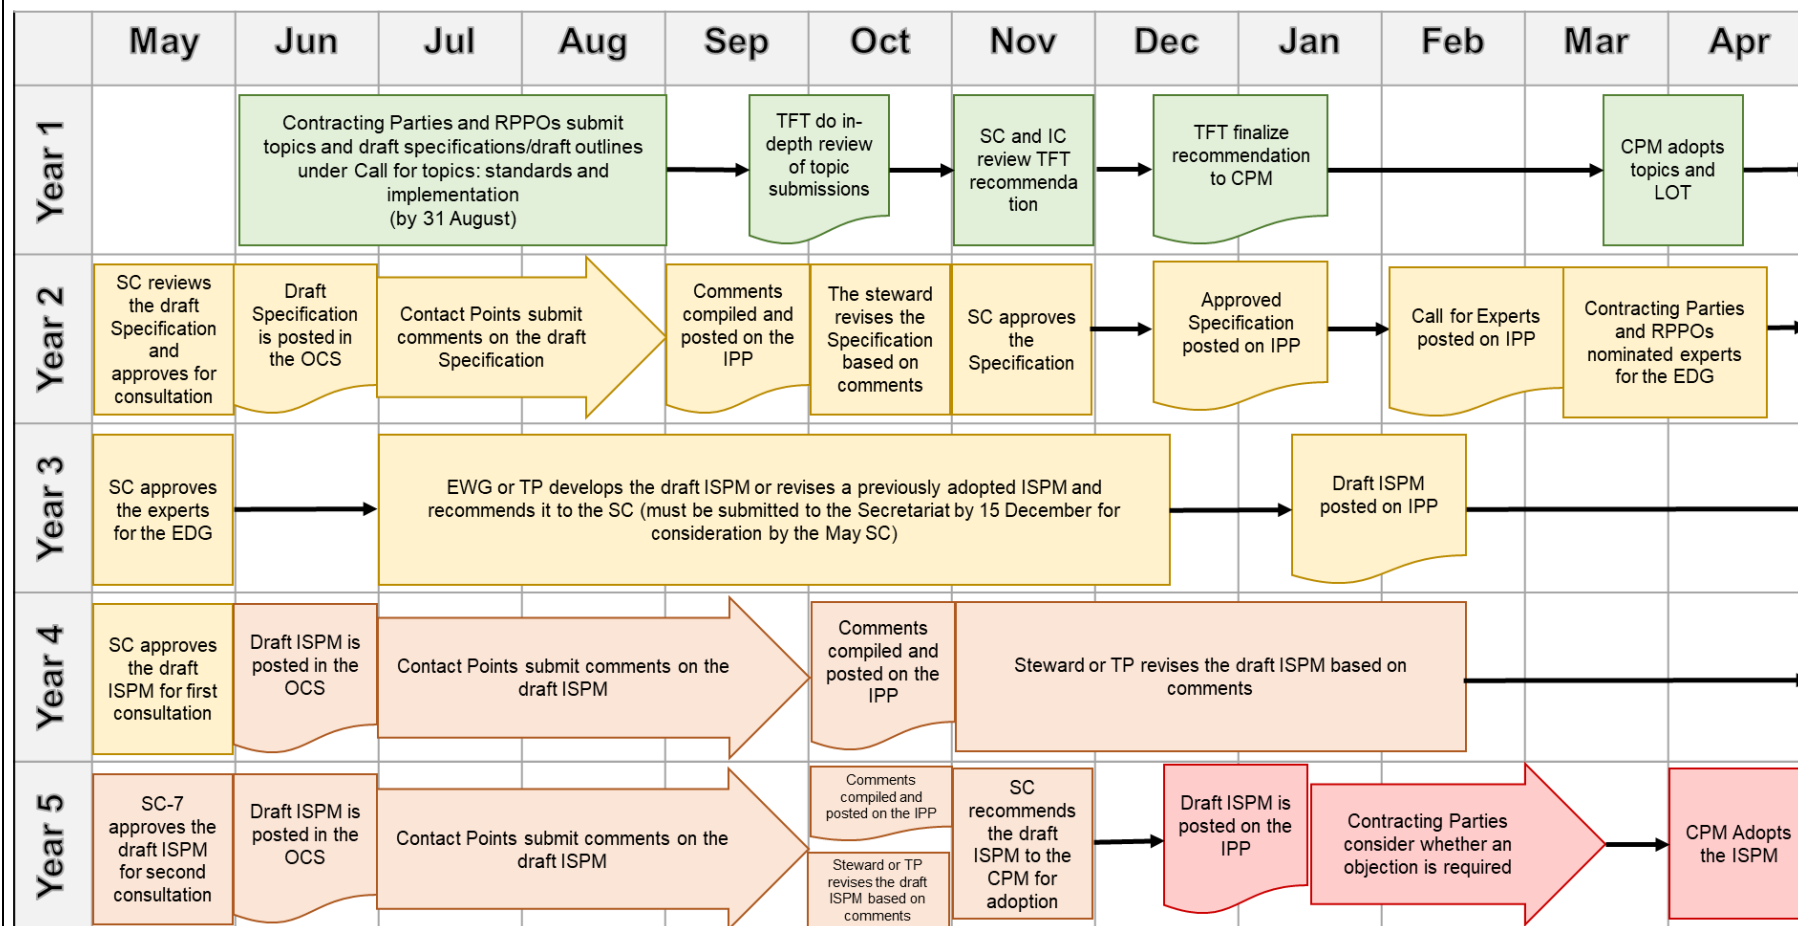 May Jun Jul Aug Sep Oct Nov Dec Jan Feb Mar Apr
Year 1
Contracting Parties and RPPOs submit
topics and draft specifications/draft outlines
under Call for topics: standards and
implementation
(by 31 August)
TFT do in-
depth review
of topic
submissions
SC and IC
review TFT
recommenda
tion
TFT finalize
recommendation
to CPM
CPM adopts
topics and
LOT
Year 2
SC reviews
the draft
Specification
and
approves for
consultation
Draft
Specification
is posted in
the OCS
Contact Points submit
comments on the draft
Specification
Comments
compiled and
posted on the
IPP
The steward
revises the
Specification
based on
comments
SC approves
the
Specification
Approved
Specification
posted on IPP
Call for Experts
posted on IPP
Contracting Parties
and RPPOs
nominated experts
for the EDG
Year 3
SC approves
the experts
for the EDG
EWG or TP develops the draft ISPM or revises a previously adopted ISPM and
recommends it to the SC (must be submitted to the Secretariat by 15 December for
consideration by the May SC)
Draft ISPM
posted on IPP
Year 4
SC approves
the draft
ISPM for first
consultation
Draft ISPM is
posted in the
OCS
Contact Points submit comments on the
draft ISPM
Comments
compiled and
posted on the
IPP
Steward or TP revises the draft ISPM based on
comments
Year 5
SC-7
approves the
draft ISPM
for second
consultation
Draft ISPM is
posted in the
OCS
Contact Points submit comments on the
draft ISPM
Comments
compiled and
posted on the IPP
Steward or TP
revises the draft
ISPM based on
comments
SC
recommends
the draft
ISPM to the
CPM for
adoption
Draft ISPM is
posted on the
IPP
Contracting Parties
consider whether an
objection is required
CPM Adopts
the ISPM